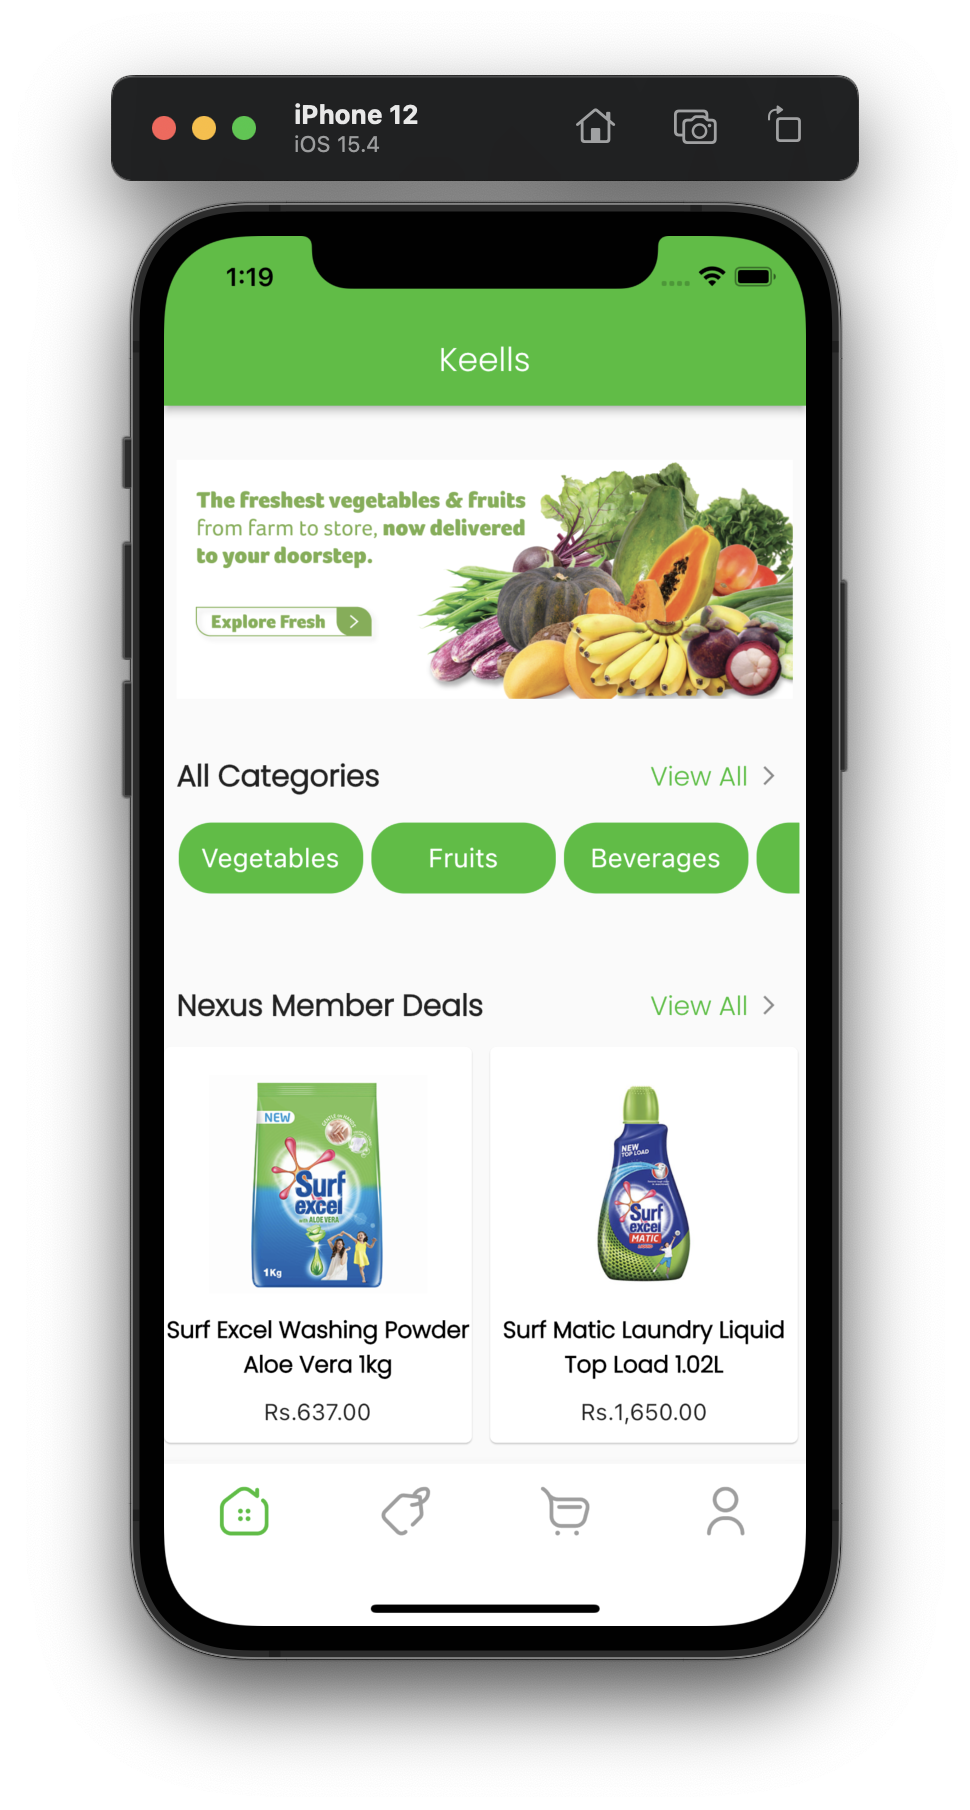 iPhone 12
iOS 15.4
1:19
Keells
The freshest vegetables & fruits
from farm to store, now delivered
to your doorstep.
Explore Fresh
All Categories
View All
Vegetables
Fruits
Beverages
Nexus Member Deals
View All
NEW
Surf
excel
with ALOE VERA
1Kg
NEW
TOP LOAD
Surf
excel
MATIC
Surf Excel Washing Powder
Aloe Vera 1kg
Rs.637.00
Surf Matic Laundry Liquid
Top Load 1.02L
Rs.1,650.00